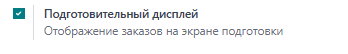 Подготовительный дисплей
Отображение заказов на экране подготовки